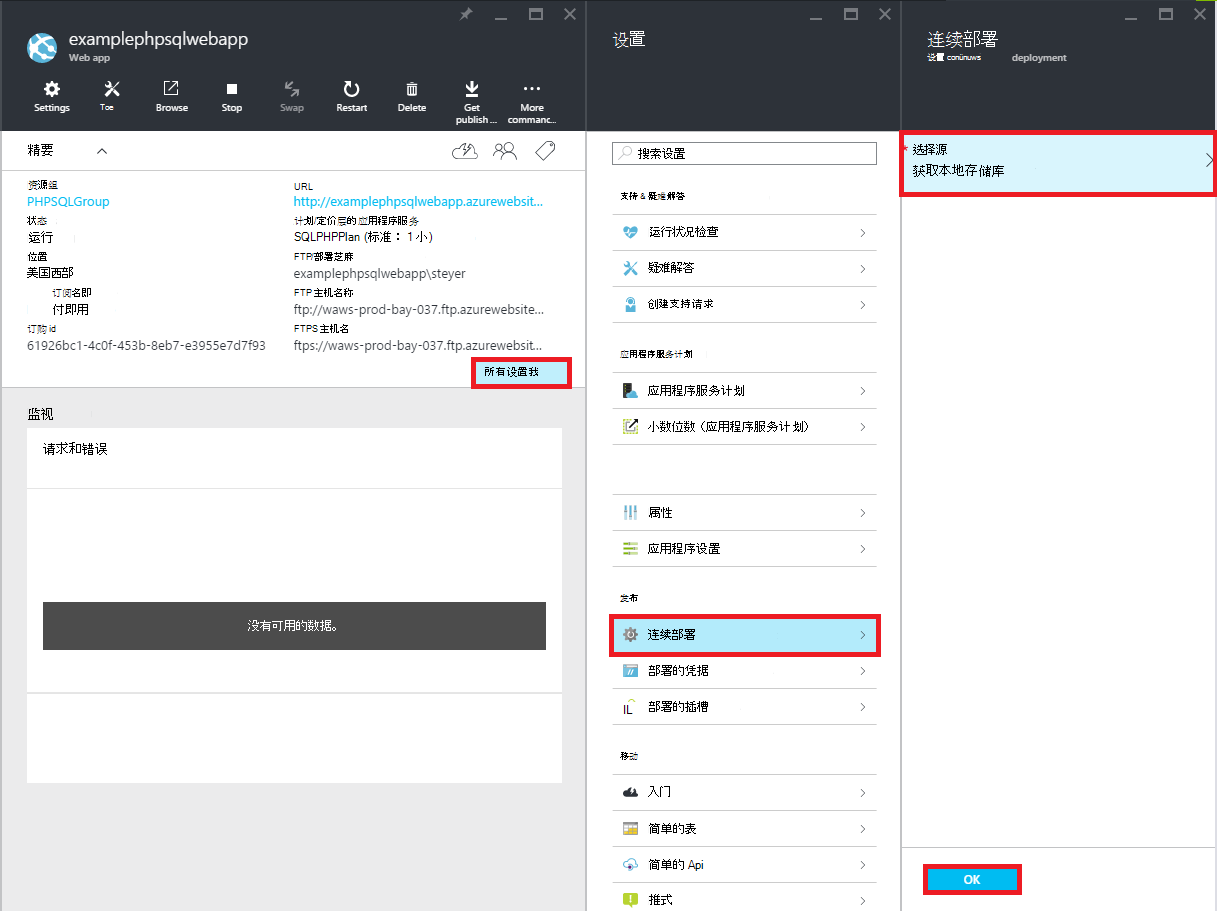 examplephpsqlwebapp
Web app
Settings
Toe
Browse
Stop
Swap
Restart
Delete
Get publish ...
More commanc...
精要
资源组
PHPSQLGroup
状态
运行
位置
美国西部
订阅名即
付即用
订购 id
61926bc1-4c0f-453b-8eb7-e3955e7d7f93
URL
http://examplephpsqlwebapp.azurewebsit...
计划/定价层的应用程序服务
SQLPHPPlan (标准： 1 小)
FTP/部署芝麻
examplephpsqlwebapp\steyer
FTP 主机名称
ftp://waws-prod-bay-037.ftp.azurewebsite...
FTPS 主机名
ftps://waws-prod-bay-037.ftp.azurewebsit...
所有设置我
监视
请求和错误
没有可用的数据。
设置
搜索设置
支持 & 疑难解答
运行状况检查
疑难解答
创建支持请求
应用程序服务计划
应用程序服务计划
小数位数（应用程序服务计划）
属性
应用程序设置
发布
连续部署
部署的凭据
部署的插槽
移动
入门
简单的表
简单的 Api
推式
连续部署
设置 conúnuws deployment
* 选择源
获取本地存储库
OK